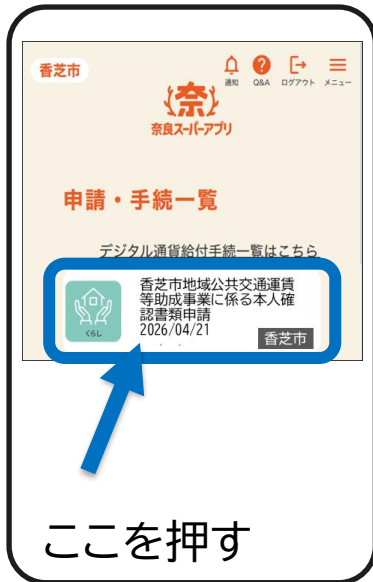 香芝市
通知 Q&A ログアウト メニュー
奈
奈良スーパーアプリ
申請・手続一覧
デジタル通貨給付手続一覧はこちら
香芝市地域公共交通運賃
等助成事業に係る本人確
認書類申請
2026/04/21
くらし
香芝市
ここを押す